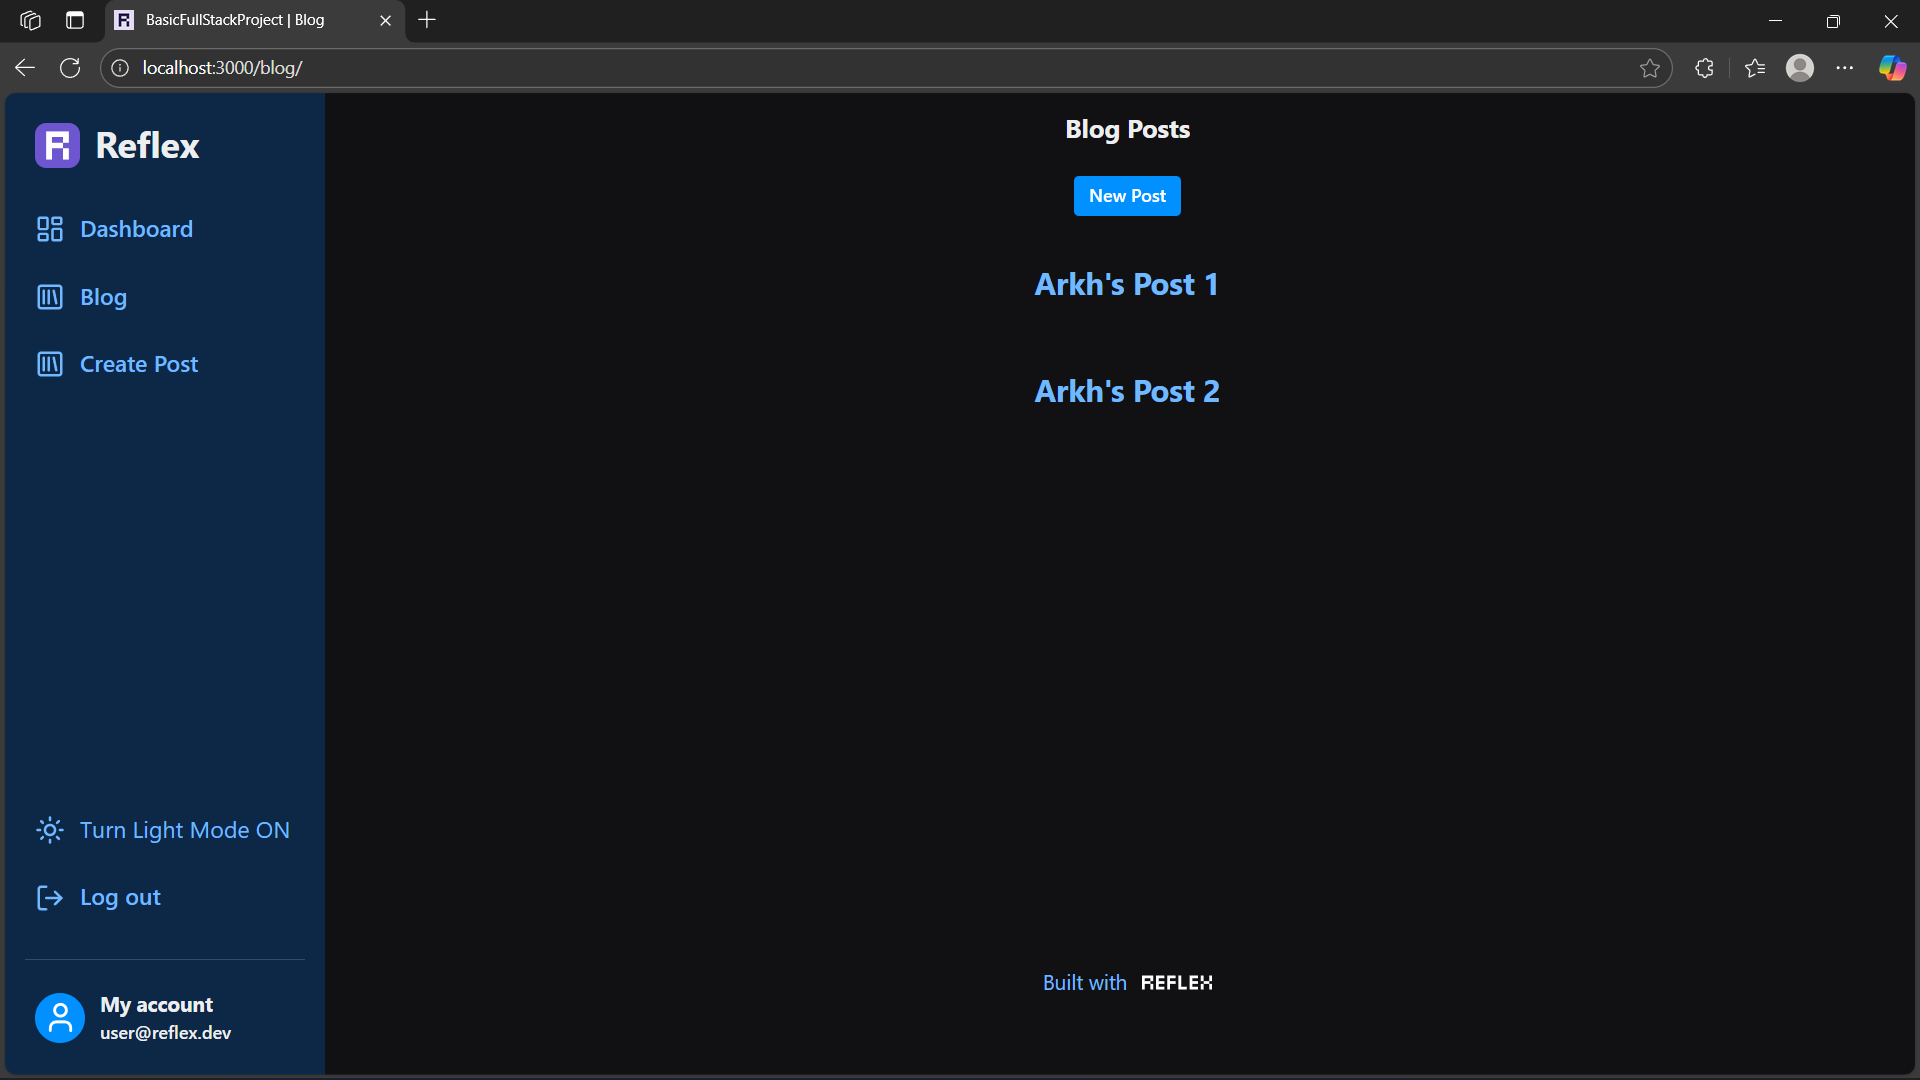 BasicFullStackProject | Blog
localhost:3000/blog/
Reflex
Dashboard
Blog
Create Post
Turn Light Mode ON
Log out
My account
user@reflex.dev
Blog Posts
New Post
Arkh's Post 1
Arkh's Post 2
Built with REFLEX